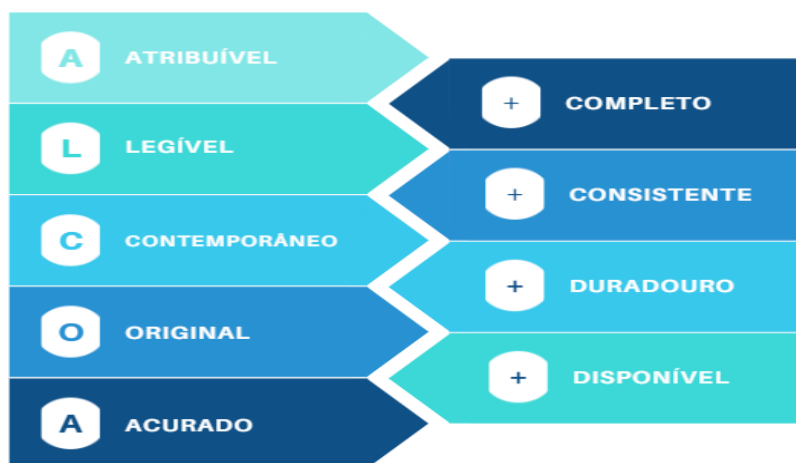 A ATRIBUÍVEL
L LEGÍVEL
C CONTEMPORÂNEO
O ORIGINAL
A ACURADO
+ COMPLETO
+ CONSISTENTE
+ DURADOURO
+ DISPONÍVEL